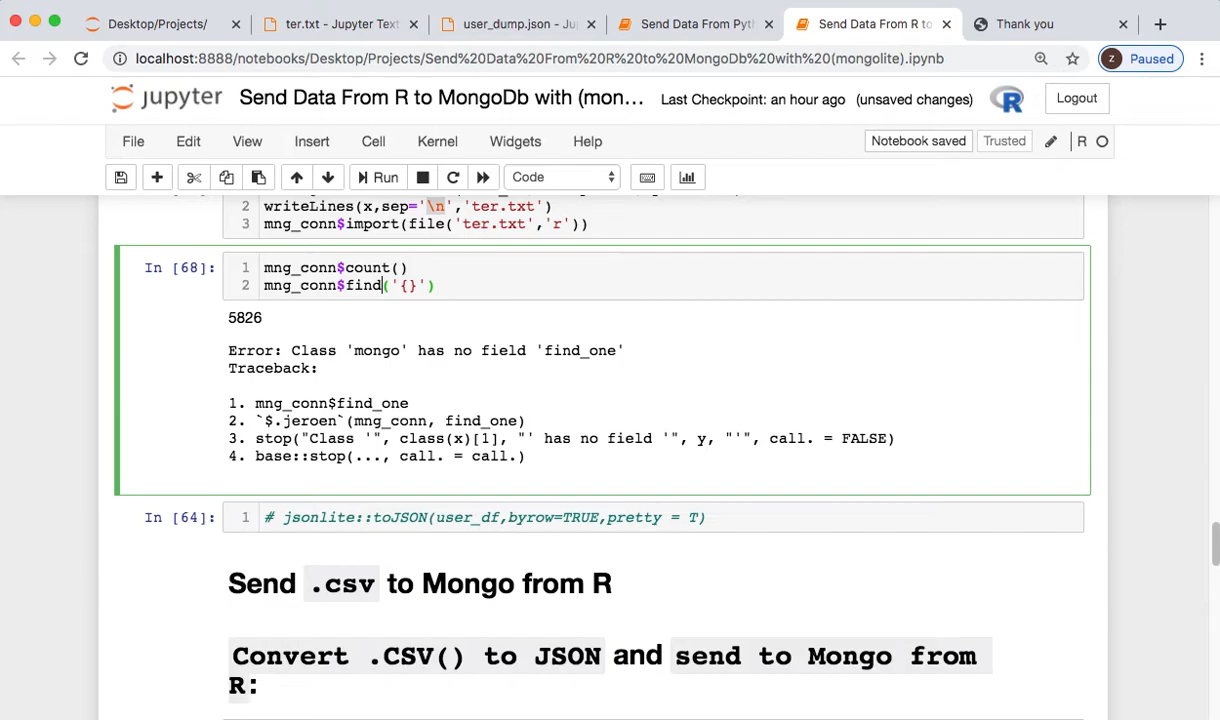 Desktop/Projects/
ter.txt - Jupyter Text
user_dump.json - Ju
Send Data From Pyth
Send Data From R to
Thank you
localhost:8888/notebooks/Desktop/Projects/Send%20Data%20From%20R%20to%20MongoDb%20with%20(mongolite).ipynb
z Paused
jupyter
Send Data From R to MongoDb with (mon...
Last Checkpoint: an hour ago (unsaved changes)
R
Logout
File Edit View Insert Cell Kernel Widgets Help
Notebook saved
Trusted
R
Run
Code
2 writeLines(x,sep='\n','ter.txt')
3 mng_conn$import(file('ter.txt','r'))
In [68]:
1 mng_conn$count()
2 mng_conn$find('{}')
5826
Error: Class 'mongo' has no field 'find_one'
Traceback:
1. mng_conn$find_one
2. `$.jeroen`(mng_conn, find_one)
3. stop("Class '", class(x)[1], "' has no field '", y, "'", call. = FALSE)
4. base::stop(..., call. = call.)
In [64]:
1 # jsonlite::toJSON(user_df,byrow=TRUE,pretty = T)
Send .csv to Mongo from R
Convert .CSV() to JSON and send to Mongo from
R: